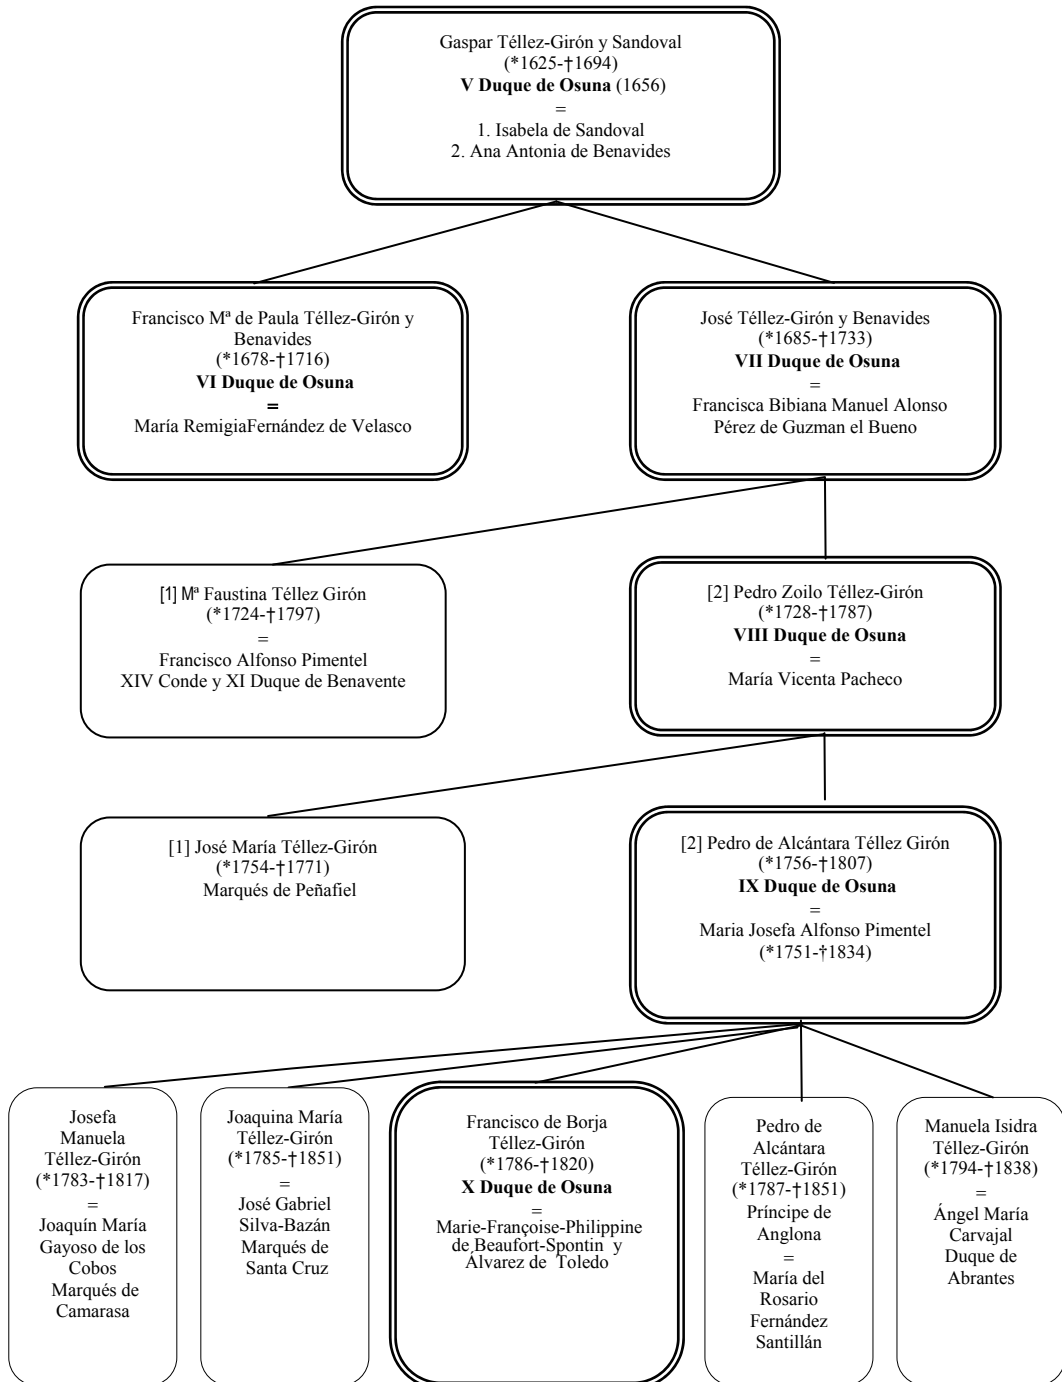 Gaspar Téllez-Girón y Sandoval
(*1625-†1694)
V Duque de Osuna (1656)
=
1. Isabela de Sandoval
2. Ana Antonia de Benavides
Francisco Mª de Paula Téllez-Girón y
Benavides
(*1678-†1716)
VI Duque de Osuna
=
María RemigiaFernández de Velasco
José Téllez-Girón y Benavides
(*1685-†1733)
VII Duque de Osuna
=
Francisca Bibiana Manuel Alonso
Pérez de Guzman el Bueno
[1] Mª Faustina Téllez Girón
(*1724-†1797)
=
Francisco Alfonso Pimentel
XIV Conde y XI Duque de Benavente
[2] Pedro Zoilo Téllez-Girón
(*1728-†1787)
VIII Duque de Osuna
=
María Vicenta Pacheco
[1] José María Téllez-Girón
(*1754-†1771)
Marqués de Peñafiel
[2] Pedro de Alcántara Téllez Girón
(*1756-†1807)
IX Duque de Osuna
=
Maria Josefa Alfonso Pimentel
(*1751-†1834)
Josefa
Manuela
Téllez-Girón
(*1783-†1817)
=
Joaquín María
Gayoso de los
Cobos
Marqués de
Camarasa
Joaquina María
Téllez-Girón
(*1785-†1851)
=
José Gabriel
Silva-Bazán
Marqués de
Santa Cruz
Francisco de Borja
Téllez-Girón
(*1786-†1820)
X Duque de Osuna
=
Marie-Françoise-Philippine
de Beaufort-Spontin y
Álvarez de Toledo
Pedro de
Alcántara
Téllez-Girón
(*1787-†1851)
Príncipe de
Anglona
=
María del
Rosario
Fernández
Santillán
Manuela Isidra
Téllez-Girón
(*1794-†1838)
=
Ángel María
Carvajal
Duque de
Abrantes